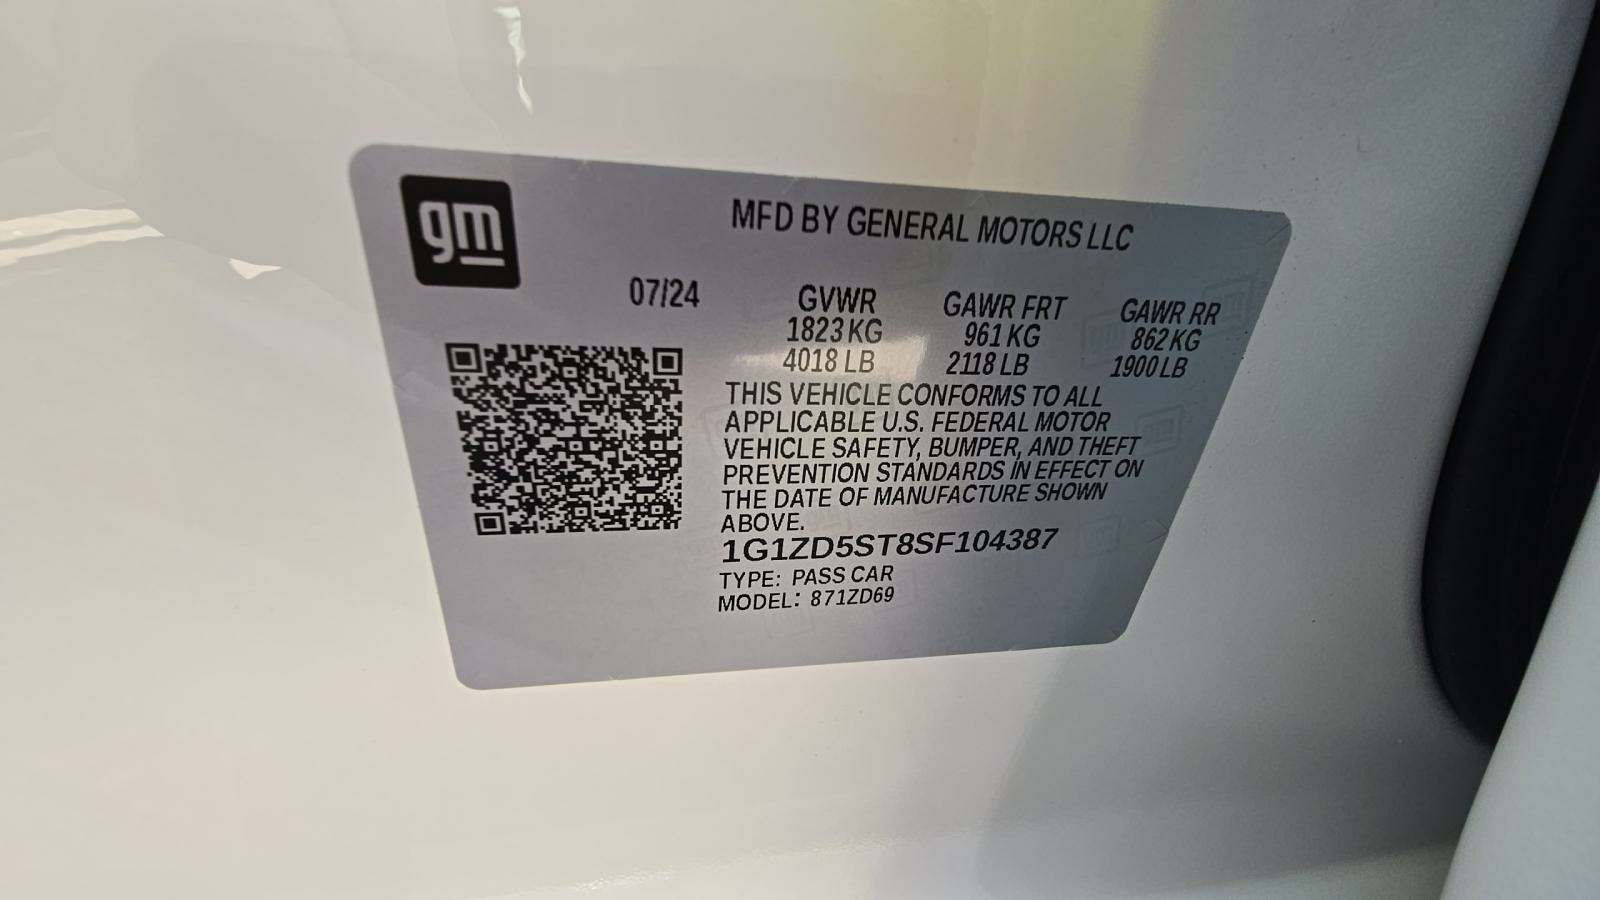 gm
MFD BY GENERAL MOTORS LLC
07/24 GVWR GAWR FRT GAWR RR
1823 KG 961 KG 862 KG
4018 LB 2118 LB 1900 LB
THIS VEHICLE CONFORMS TO ALL
APPLICABLE U.S. FEDERAL MOTOR
VEHICLE SAFETY, BUMPER, AND THEFT
PREVENTION STANDARDS IN EFFECT ON
THE DATE OF MANUFACTURE SHOWN
ABOVE.
1G1ZD5ST8SF104387
TYPE: PASS CAR
MODEL: 871ZD69